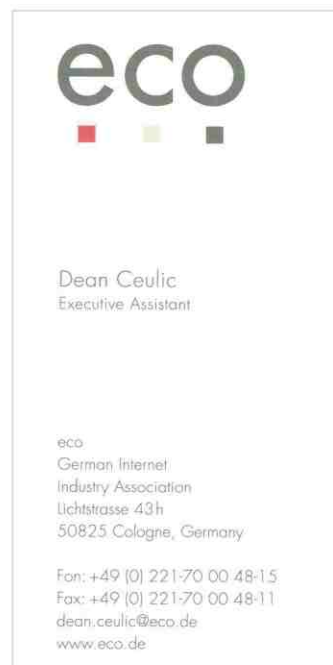 eco
Dean Ceulic
Executive Assistant
eco
German Internet
Industry Association
Lichtstrasse 43h
50825 Cologne, Germany
Fon: +49 (0) 221-70 00 48-15
Fax: +49 (0) 221-70 00 48-11
dean.ceulic@eco.de
www.eco.de